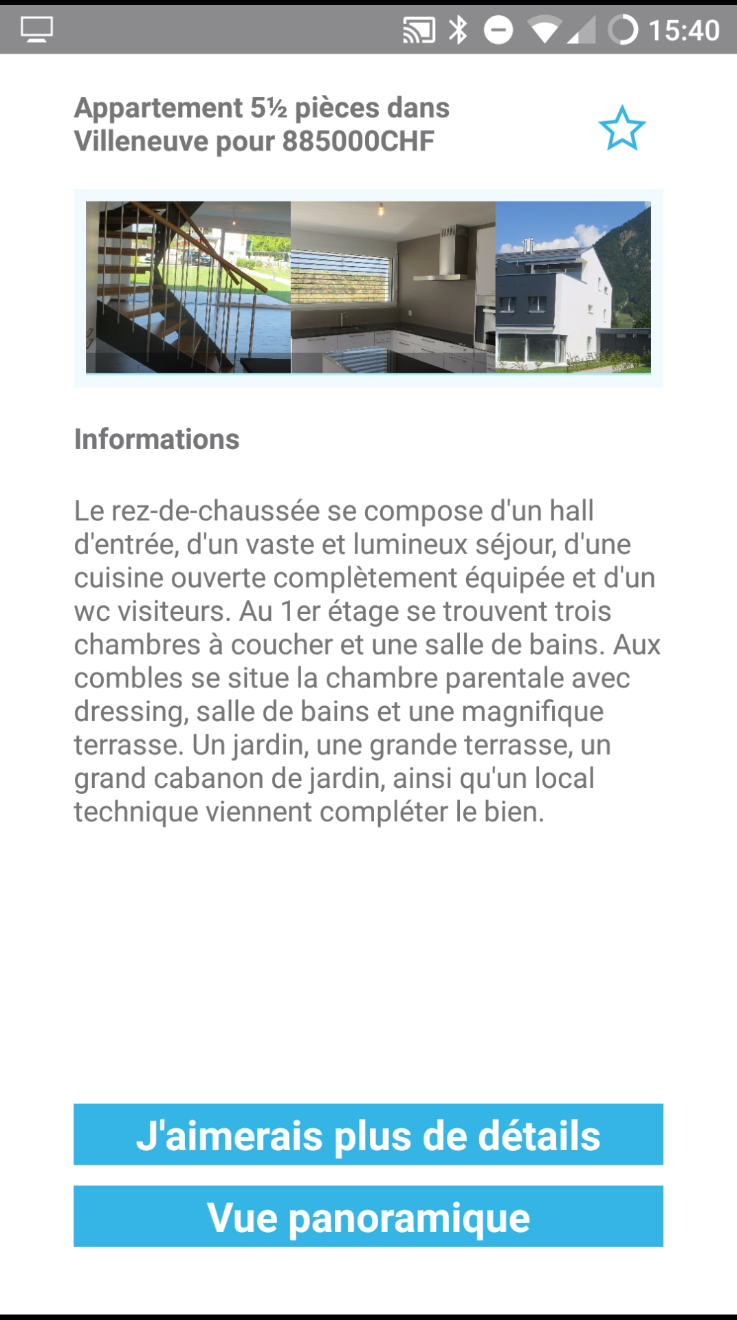 15:40
Appartement 5½ pièces dans
Villeneuve pour 885000CHF
Informations
Le rez-de-chaussée se compose d'un hall
d'entrée, d'un vaste et lumineux séjour, d'une
cuisine ouverte complètement équipée et d'un
wc visiteurs. Au 1er étage se trouvent trois
chambres à coucher et une salle de bains. Aux
combles se situe la chambre parentale avec
dressing, salle de bains et une magnifique
terrasse. Un jardin, une grande terrasse, un
grand cabanon de jardin, ainsi qu'un local
technique viennent compléter le bien.
J'aimerais plus de détails
Vue panoramique